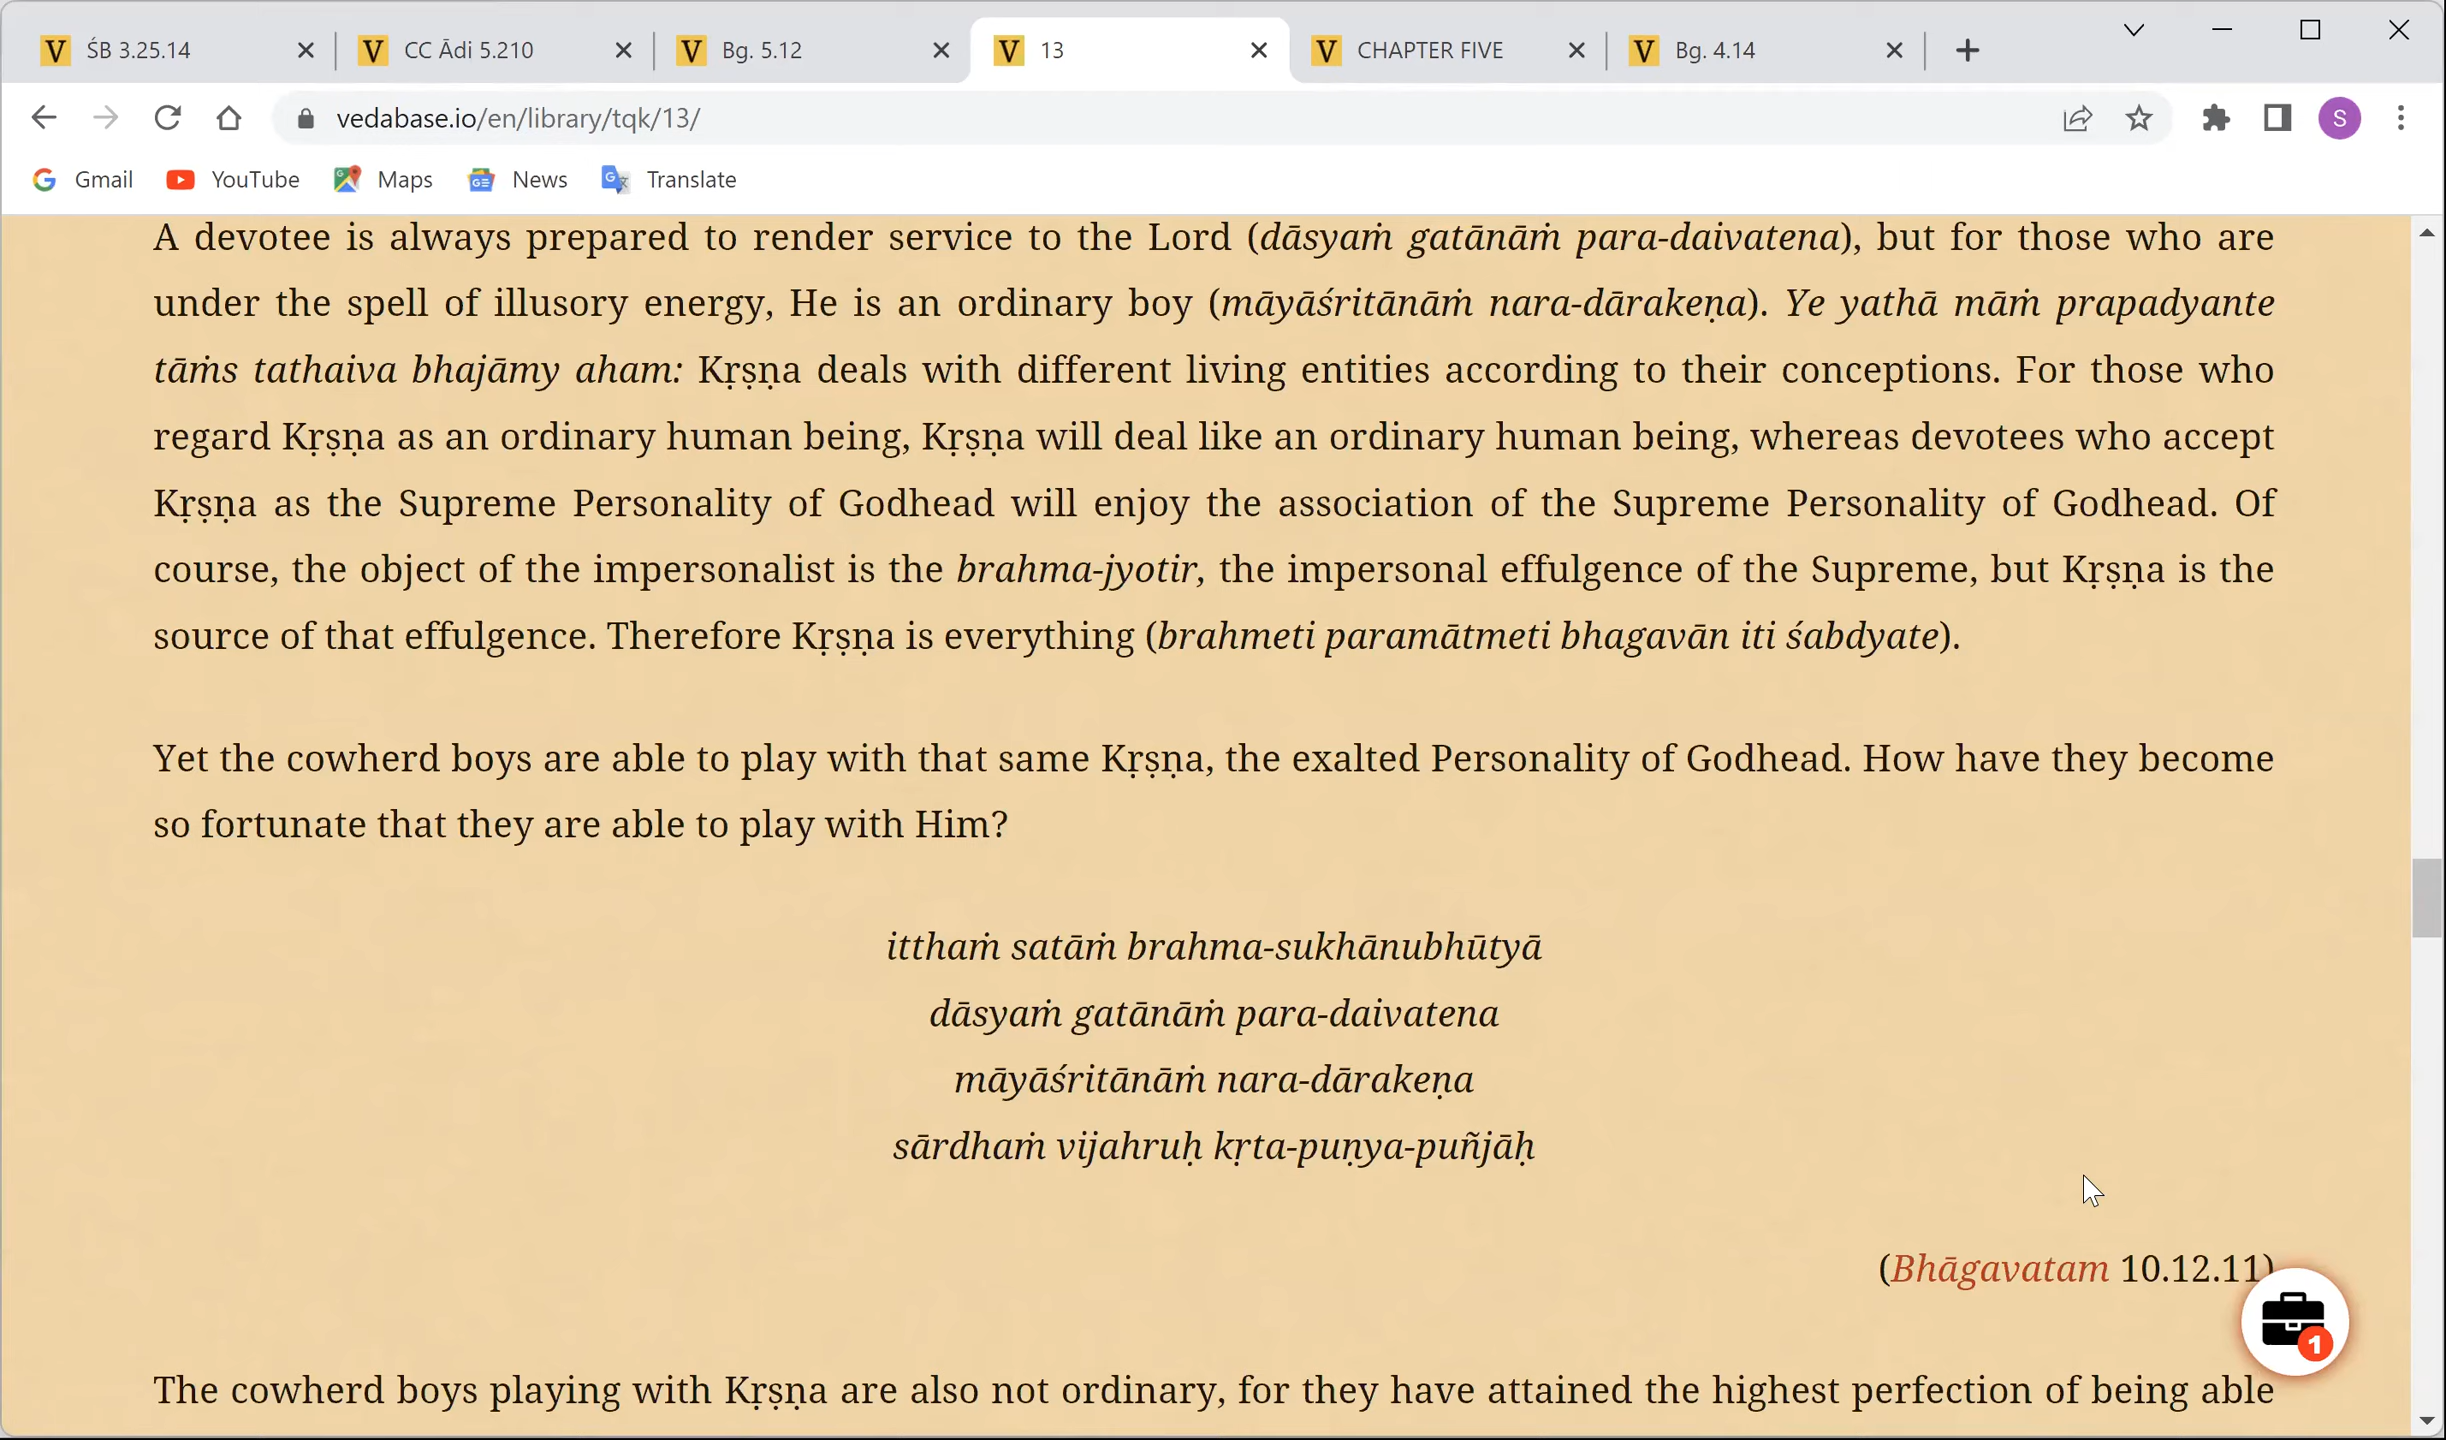 ŚB 3.25.14
CC Ādi 5.210
Bg. 5.12
13
CHAPTER FIVE
Bg. 4.14
vedabase.io/en/library/tqk/13/
S
Gmail
YouTube
Maps
News
Translate
A devotee is always prepared to render service to the Lord (dāsyaṁ gatānāṁ para-daivatena), but for those who are
under the spell of illusory energy, He is an ordinary boy (māyāśritānāṁ nara-dārakeṇa). Ye yathā māṁ prapadyante
tāṁs tathaiva bhajāmy aham: Kṛṣṇa deals with different living entities according to their conceptions. For those who
regard Kṛṣṇa as an ordinary human being, Kṛṣṇa will deal like an ordinary human being, whereas devotees who accept
Kṛṣṇa as the Supreme Personality of Godhead will enjoy the association of the Supreme Personality of Godhead. Of
course, the object of the impersonalist is the brahma-jyotir, the impersonal effulgence of the Supreme, but Kṛṣṇa is the
source of that effulgence. Therefore Kṛṣṇa is everything (brahmeti paramātmeti bhagavān iti śabdyate).
Yet the cowherd boys are able to play with that same Kṛṣṇa, the exalted Personality of Godhead. How have they become
so fortunate that they are able to play with Him?
itthaṁ satāṁ brahma-sukhānubhūtyā
dāsyaṁ gatānāṁ para-daivatena
māyāśritānāṁ nara-dārakeṇa
sārdhaṁ vijahruḥ kṛta-puṇya-puñjāḥ
(Bhāgavatam 10.12.11)
1
The cowherd boys playing with Kṛṣṇa are also not ordinary, for they have attained the highest perfection of being able